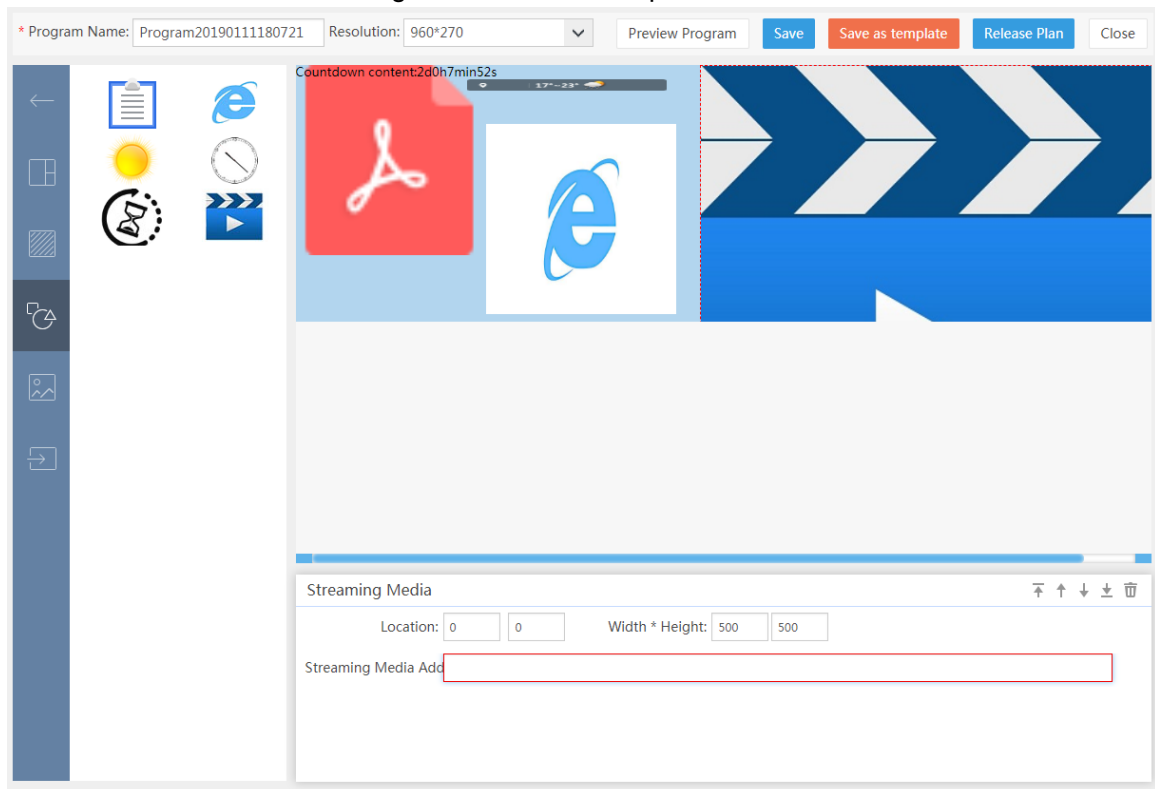 * Program Name: Program20190111180721 Resolution: 960*270 Preview Program Save Save as template Release Plan Close
Countdown content:2d0h7min52s
17°~23°
Streaming Media
Location: 0 0 Width * Height: 500 500
Streaming Media Add